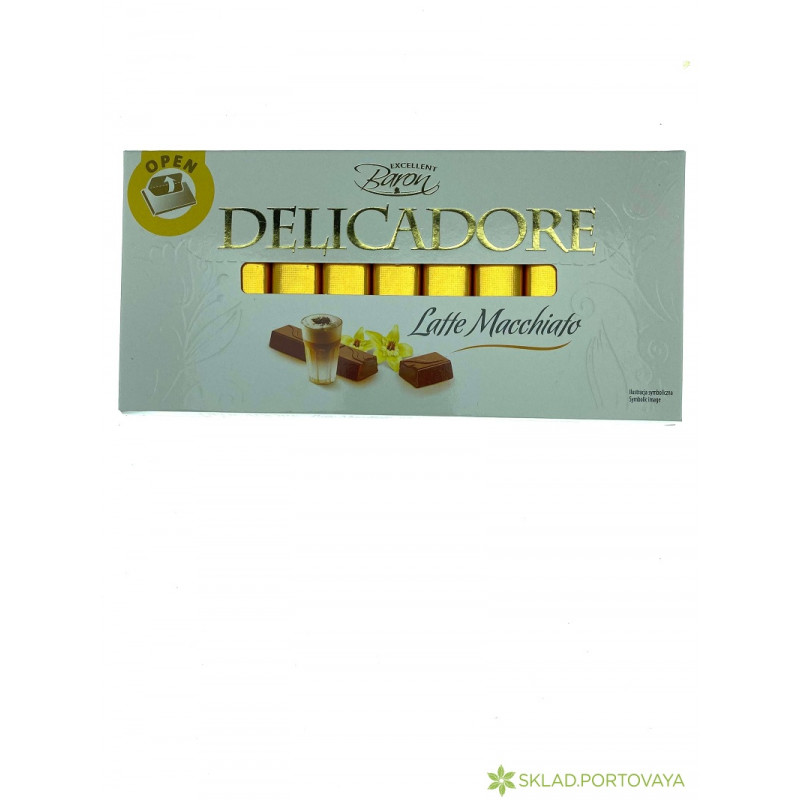 OPEN
EXCELLENT
Baron
DELICADORE
Latte Macchiato
Ilustracja symboliczna
Symbolic image
SKLAD.PORTOVAYA